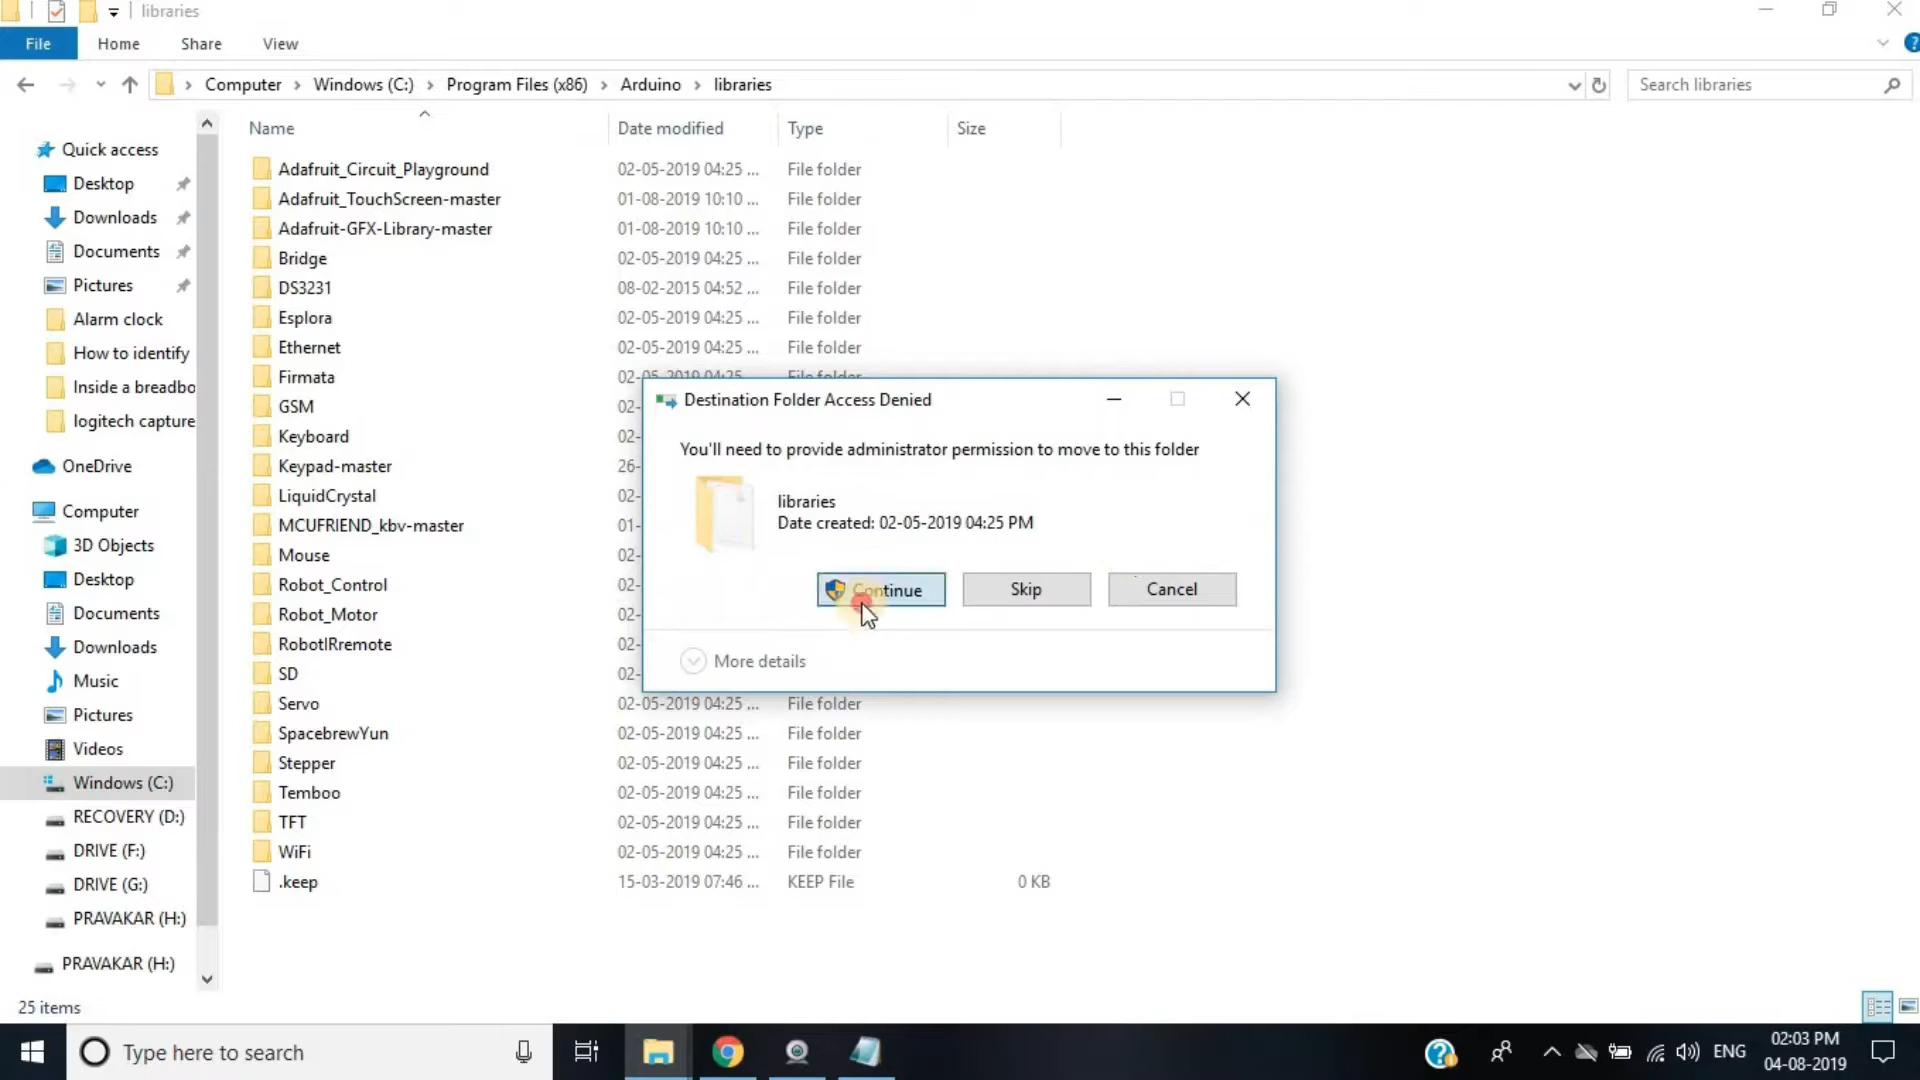 libraries
File Home Share View
Computer Windows (C:) Program Files (x86) Arduino libraries
Search libraries
Name Date modified Type Size
Quick access
Desktop
Downloads
Documents
Pictures
Alarm clock
How to identify
Inside a breadbo
logitech capture
OneDrive
Computer
3D Objects
Desktop
Documents
Downloads
Music
Pictures
Videos
Windows (C:)
RECOVERY (D:)
DRIVE (F:)
DRIVE (G:)
PRAVAKAR (H:)
PRAVAKAR (H:)
Adafruit_Circuit_Playground 02-05-2019 04:25 ... File folder
Adafruit_TouchScreen-master 01-08-2019 10:10 ... File folder
Adafruit-GFX-Library-master 01-08-2019 10:10 ... File folder
Bridge 02-05-2019 04:25 ... File folder
DS3231 08-02-2015 04:52 ... File folder
Esplora 02-05-2019 04:25 ... File folder
Ethernet 02-05-2019 04:25 ... File folder
Firmata 02-05-2019 04:25 File folder
GSM 02-
Keyboard 02-
Keypad-master 26-
LiquidCrystal 02-
MCUFRIEND_kbv-master 01-
Mouse 02-
Robot_Control 02-
Robot_Motor 02-
RobotIRremote 02-
SD 02-
Servo 02-05-2019 04:25 ... File folder
SpacebrewYun 02-05-2019 04:25 ... File folder
Stepper 02-05-2019 04:25 ... File folder
Temboo 02-05-2019 04:25 ... File folder
TFT 02-05-2019 04:25 ... File folder
WiFi 02-05-2019 04:25 ... File folder
.keep 15-03-2019 07:46 ... KEEP File 0 KB
Destination Folder Access Denied
You'll need to provide administrator permission to move to this folder
libraries
Date created: 02-05-2019 04:25 PM
Continue Skip Cancel
More details
25 items
Type here to search
ENG
02:03 PM
04-08-2019